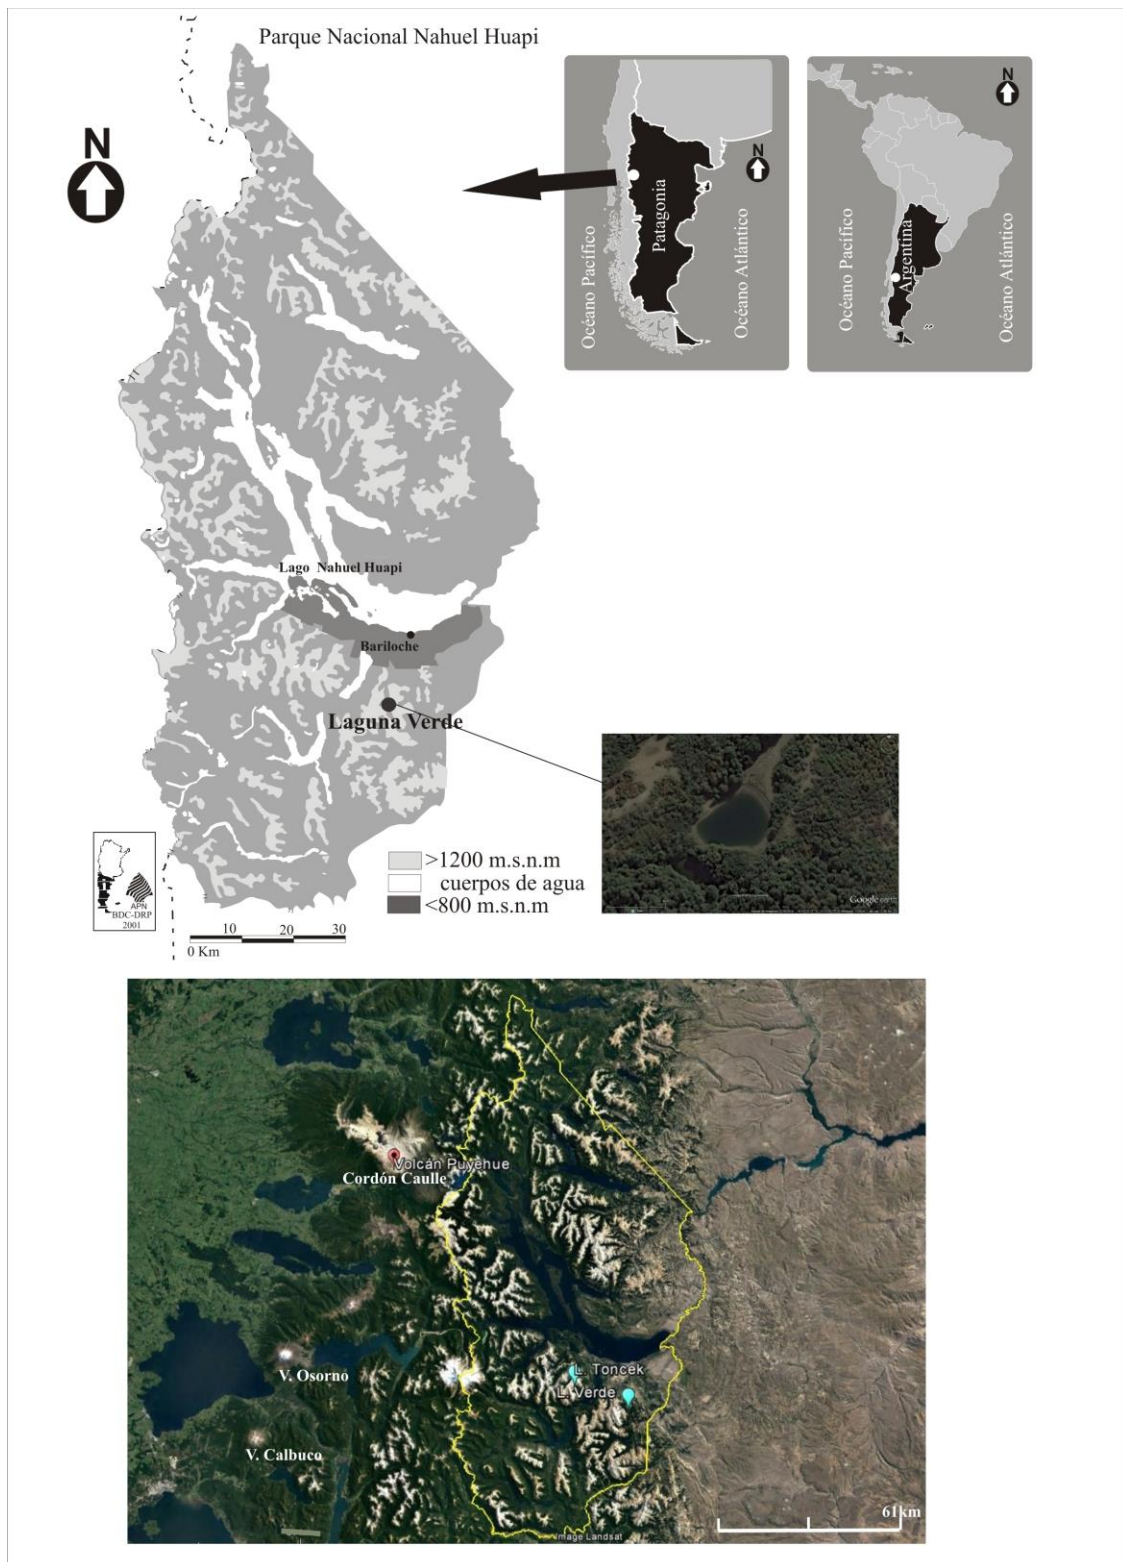 Parque Nacional Nahuel Huapi
N
N
N
Océano Pacífico
Patagonia
Océano Atlántico
Océano Pacífico
Argentina
Océano Atlántico
Lago Nahuel Huapi
Bariloche
Laguna Verde
>1200 m.s.n.m
cuerpos de agua
<800 m.s.n.m
APN
BDC-DRP
2001
10 20 30
0 Km
Google earth
Volcán Puyehue
Cordón Caulle
L. Toncek
V. Osorno
L. Verde
V. Calbuco
61km
Image Landsat